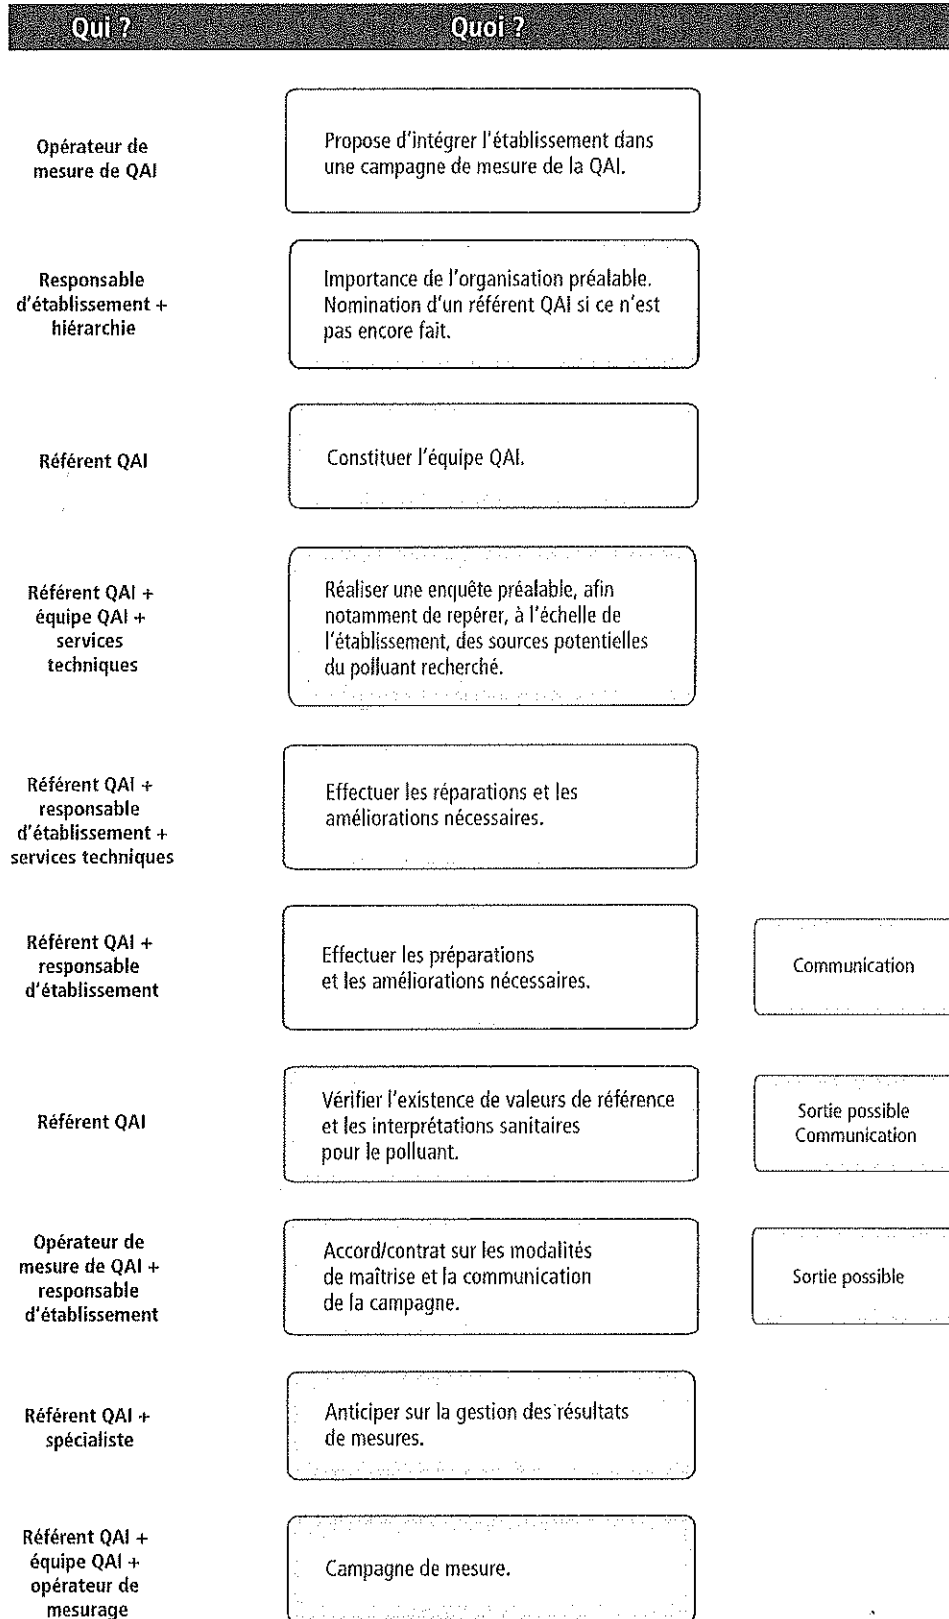 Qui ? Quoi ?
Opérateur de
mesure de QAI
Propose d'intégrer l'établissement dans
une campagne de mesure de la QAI.
Responsable
d'établissement +
hiérarchie
Importance de l'organisation préalable.
Nomination d'un référent QAI si ce n'est
pas encore fait.
Référent QAI
Constituer l'équipe QAI.
Référent QAI +
équipe QAI +
services
techniques
Réaliser une enquête préalable, afin
notamment de repérer, à l'échelle de
l'établissement, des sources potentielles
du polluant recherché.
Référent QAI +
responsable
d'établissement +
services techniques
Effectuer les réparations et les
améliorations nécessaires.
Référent QAI +
responsable
d'établissement
Effectuer les préparations
et les améliorations nécessaires.
Communication
Référent QAI
Vérifier l'existence de valeurs de référence
et les interprétations sanitaires
pour le polluant.
Sortie possible
Communication
Opérateur de
mesure de QAI +
responsable
d'établissement
Accord/contrat sur les modalités
de maîtrise et la communication
de la campagne.
Sortie possible
Référent QAI +
spécialiste
Anticiper sur la gestion des résultats
de mesures.
Référent QAI +
équipe QAI +
opérateur de
mesurage
Campagne de mesure.